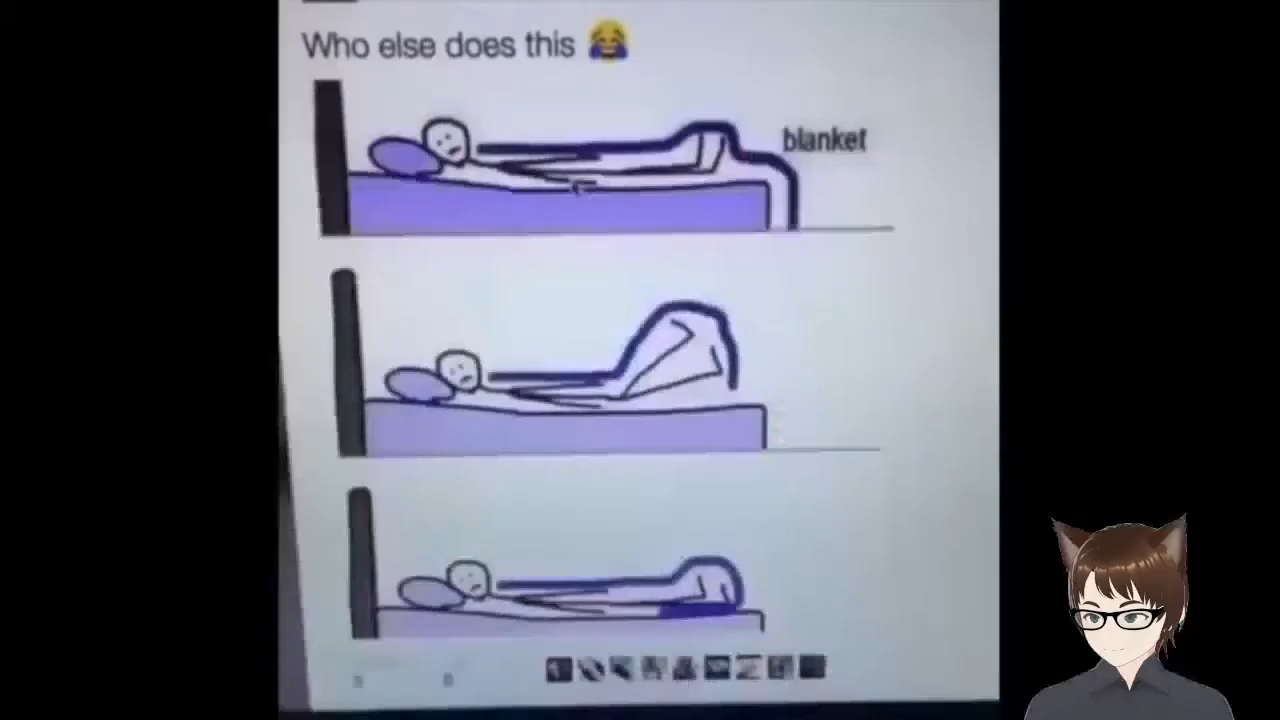 Who else does this 😂
blanket